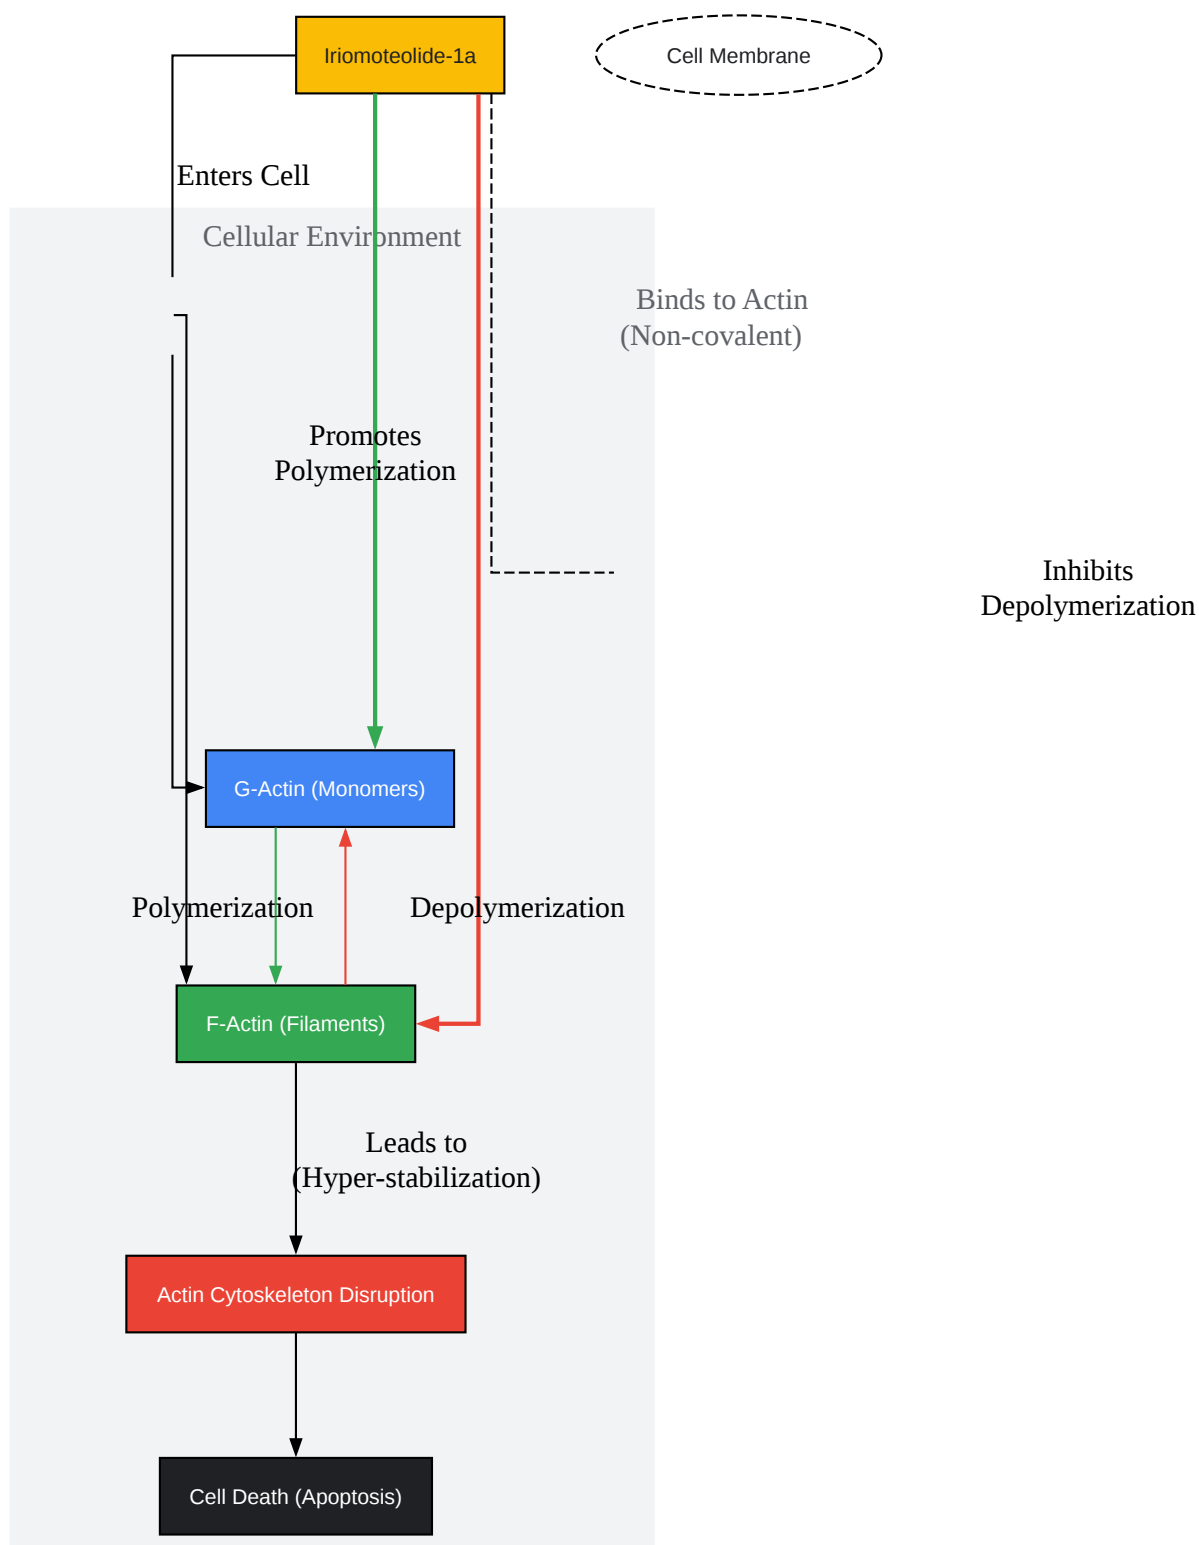 Iriomoteolide-1a
Cell Membrane
Enters Cell
Cellular Environment
Binds to Actin
(Non-covalent)
Promotes
Polymerization
Inhibits
Depolymerization
G-Actin (Monomers)
Polymerization
Depolymerization
F-Actin (Filaments)
Leads to
(Hyper-stabilization)
Actin Cytoskeleton Disruption
Cell Death (Apoptosis)